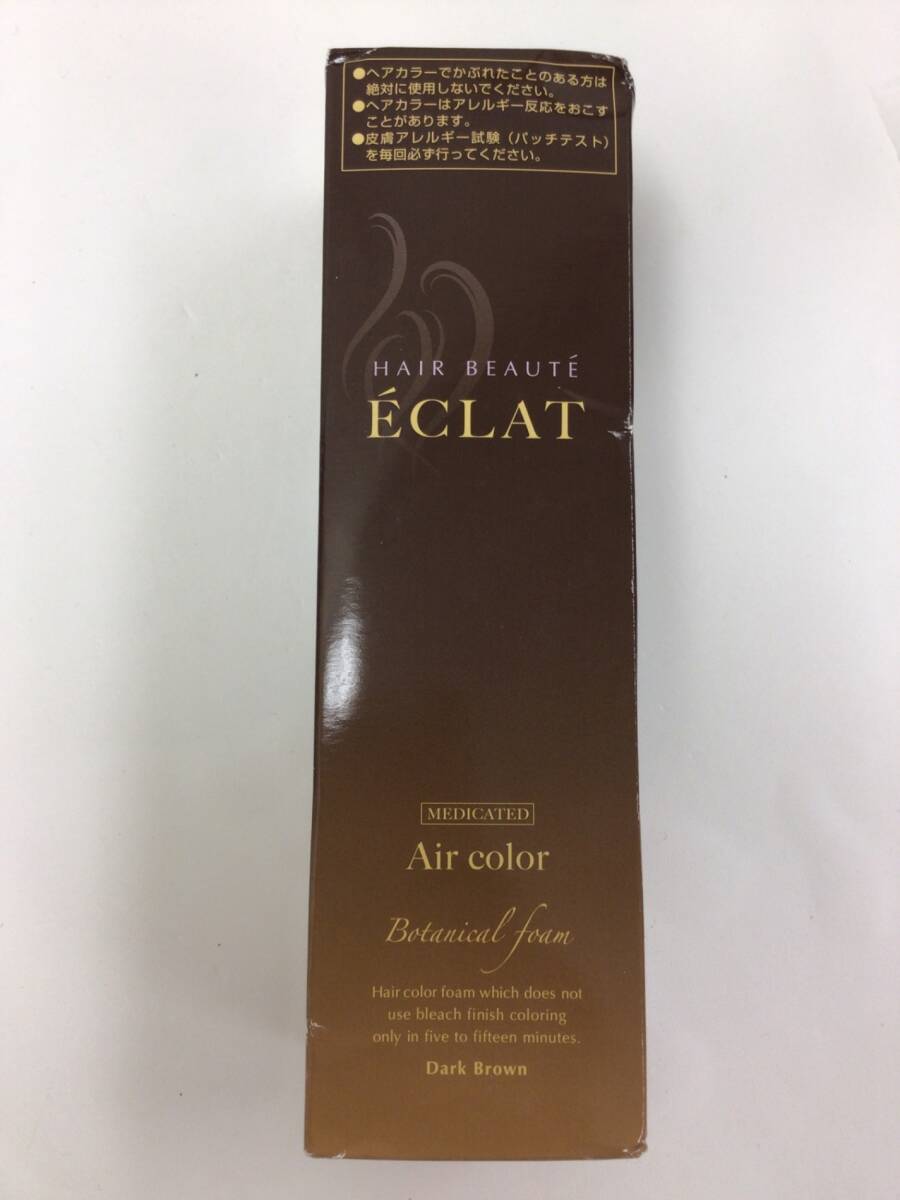 ●ヘアカラーでかぶれたことのある方は
絶対に使用しないでください。
●ヘアカラーはアレルギー反応をおこす
ことがあります。
●皮膚アレルギー試験（パッチテスト）
を毎回必ず行ってください。
HAIR BEAUTÉ
ÉCLAT
MEDICATED
Air color
Botanical foam
Hair color foam which does not
use bleach finish coloring
only in five to fifteen minutes.
Dark Brown